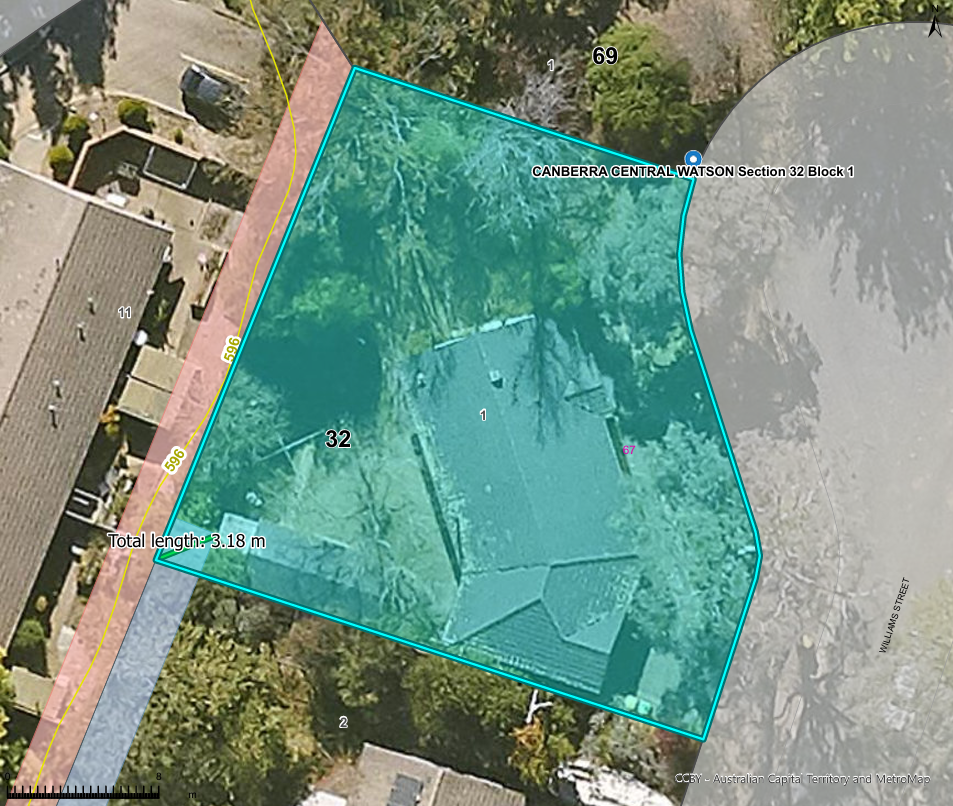 N
69
1
CANBERRA CENTRAL WATSON Section 32 Block 1
11
596
1
32
67
596
Total length: 3.18 m
WILLIAMS STREET
2
0 8 m
CCBY - Australian Capital Territory and MetroMap